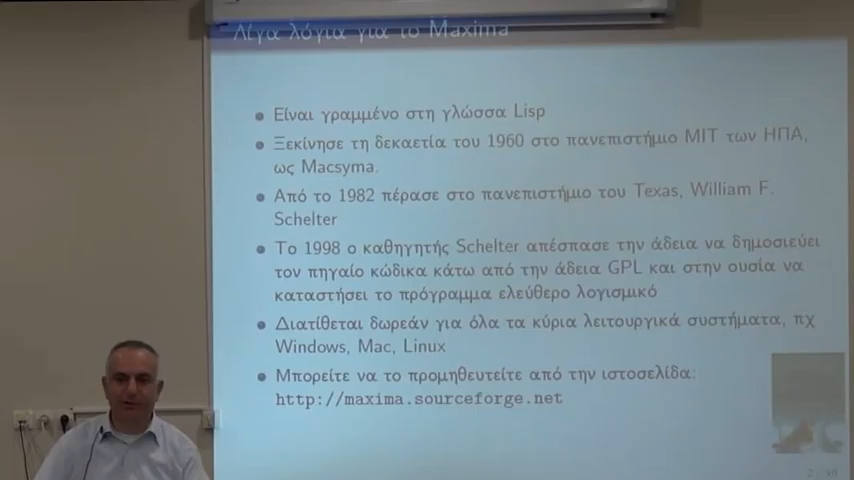 Λίγα λόγια για το Maxima
Είναι γραμμένο στη γλώσσα Lisp
Ξεκίνησε τη δεκαετία του 1960 στο πανεπιστήμιο MIT των ΗΠΑ,
ως Macsyma.
Από το 1982 πέρασε στο πανεπιστήμιο του Texas, William F.
Schelter
Το 1998 ο καθηγητής Schelter απέσπασε την άδεια να δημοσιεύει
τον πηγαίο κώδικα κάτω από την άδεια GPL και στην ουσία να
καταστήσει το πρόγραμμα ελεύθερο λογισμικό
Διατίθεται δωρεάν για όλα τα κύρια λειτουργικά συστήματα, πχ
Windows, Mac, Linux
Μπορείτε να το προμηθευτείτε από την ιστοσελίδα:
http://maxima.sourceforge.net